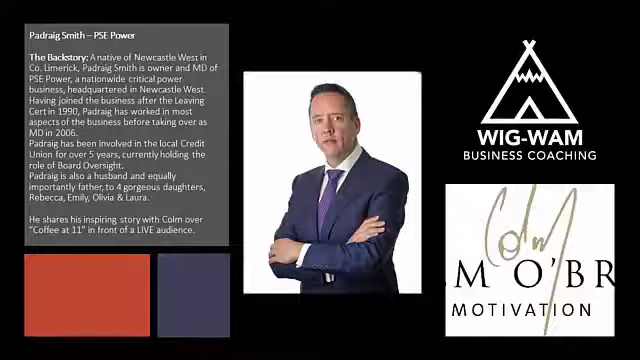 Padraig Smith – PSE Power
The Backstory: A native of Newcastle West in
Co. Limerick, Padraig Smith is owner and MD of
PSE Power, a nationwide critical power
business, headquartered in Newcastle West.
Having joined the business after the Leaving
Cert in 1990, Padraig has worked in most
aspects of the business before taking over as
MD in 2006.
Padraig has been involved in the local Credit
Union for over 5 years, currently holding the
role of Board Oversight.
Padraig is also a husband and equally
importantly father, to 4 gorgeous daughters,
Rebecca, Emily, Olivia & Laura.
He shares his inspiring story with Colm over
"Coffee at 11" in front of a LIVE audience.
WIG-WAM
BUSINESS COACHING
Colm
M O'BR
MOTIVATION